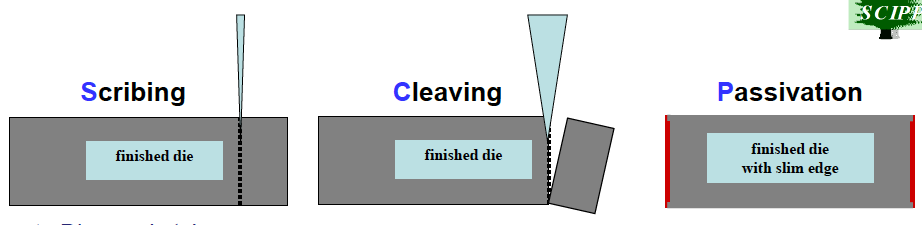 SCIPP
Scribing
Cleaving
Passivation
finished die
finished die
finished die
with slim edge